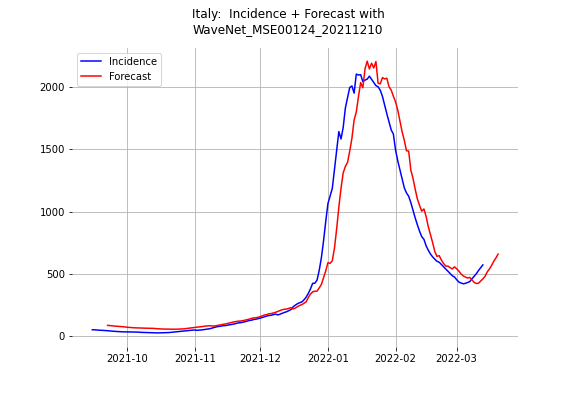 Italy:  Incidence + Forecast with
WaveNet_MSE00124_20211210
Incidence
Forecast
2000
1500
1000
500
0
2021-10 2021-11 2021-12 2022-01 2022-02 2022-03